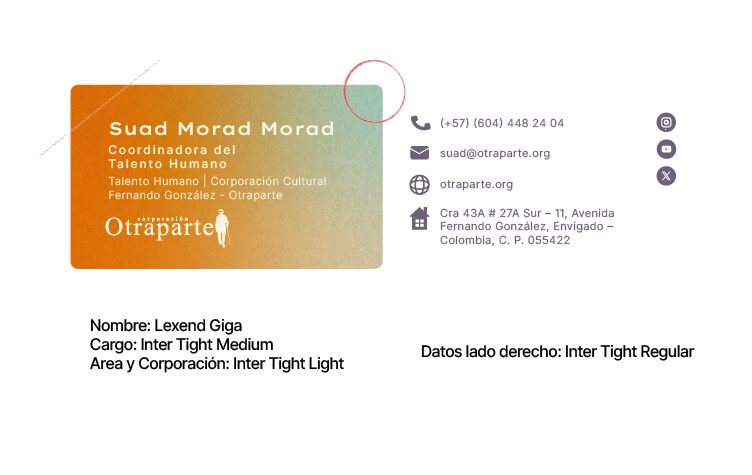 Suad Morad Morad
Coordinadora del
Talento Humano
Talento Humano | Corporación Cultural
Fernando González - Otraparte
corporación
Otraparte
(+57) (604) 448 24 04
suad@otraparte.org
otraparte.org
Cra 43A # 27A Sur – 11, Avenida
Fernando González, Envigado –
Colombia, C. P. 055422
Nombre: Lexend Giga
Cargo: Inter Tight Medium
Area y Corporación: Inter Tight Light
Datos lado derecho: Inter Tight Regular